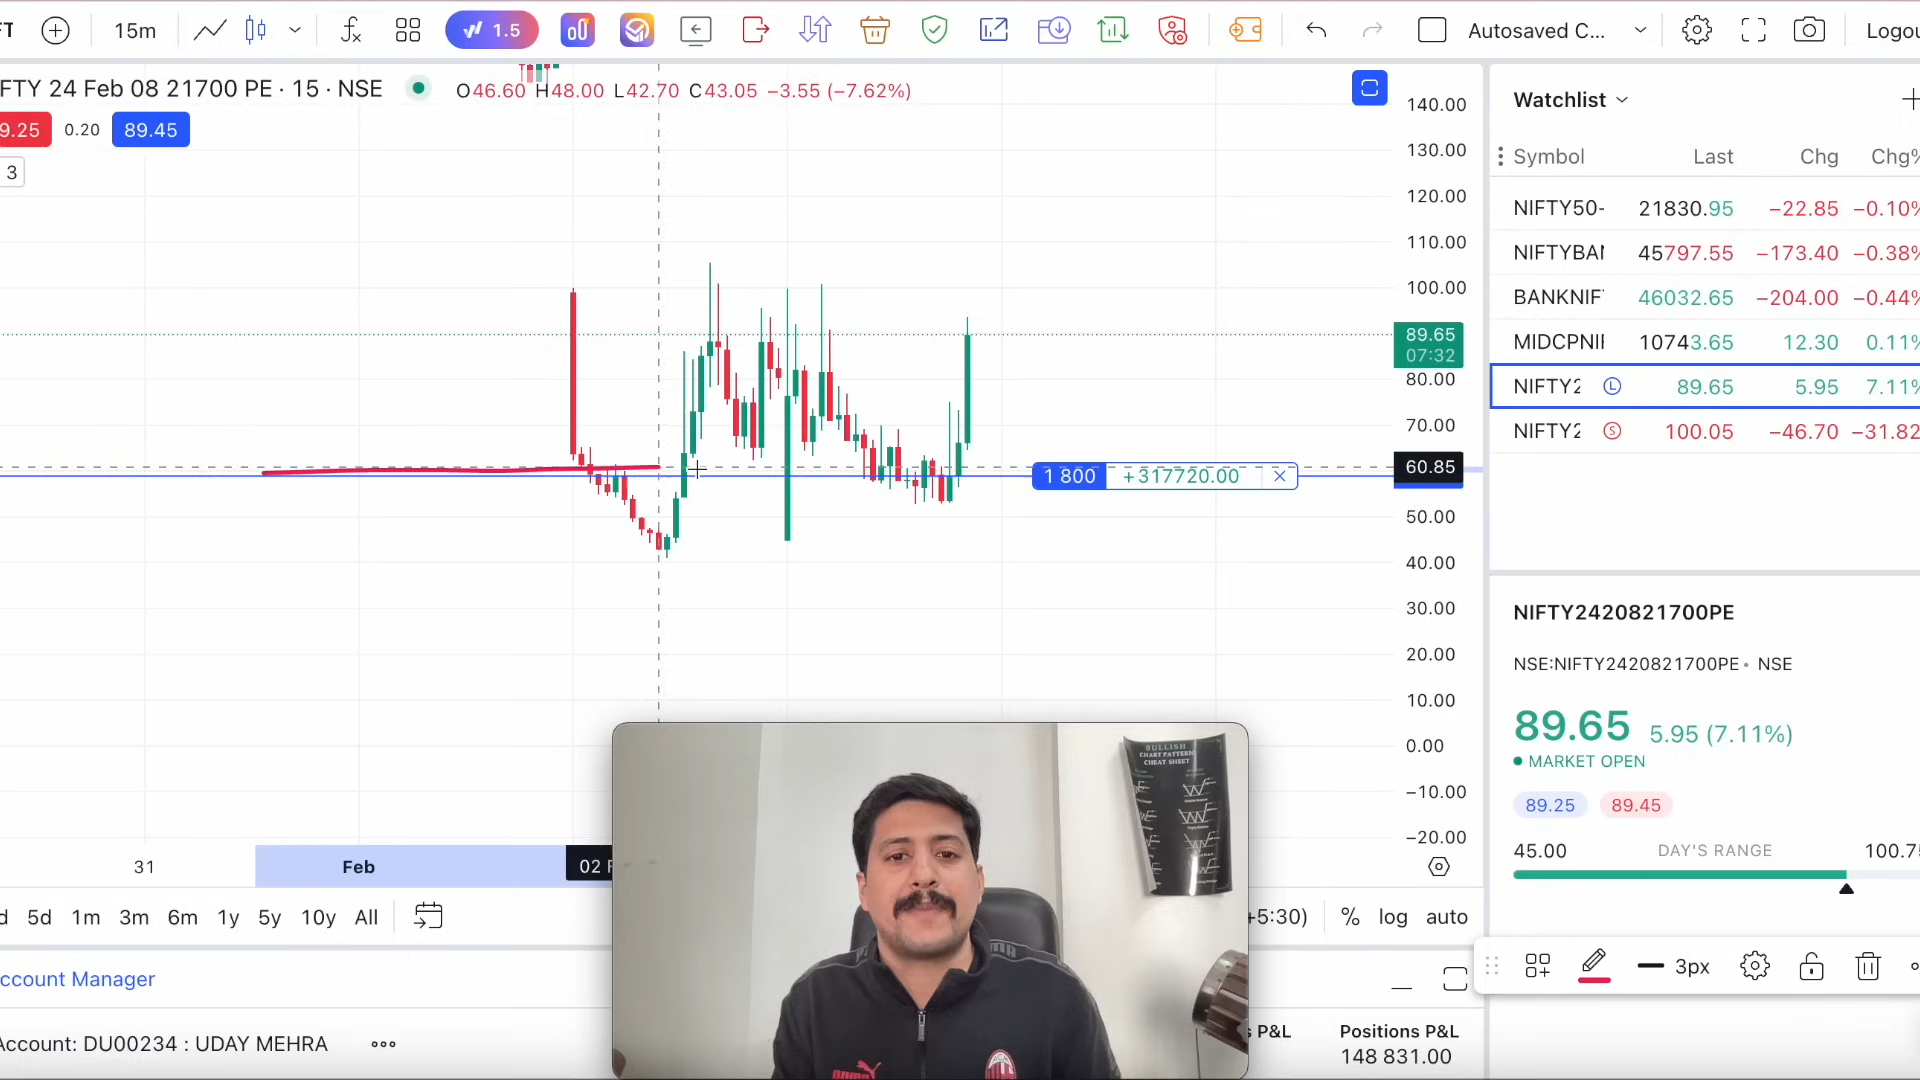 15m
1.5
Autosaved C...
Logou
FTY 24 Feb 08 21700 PE · 15 · NSE
O46.60 H48.00 L42.70 C43.05 −3.55 (−7.62%)
9.25 0.20 89.45
3
140.00
130.00
120.00
110.00
100.00
89.65
07:32
80.00
70.00
60.85
50.00
40.00
30.00
20.00
10.00
0.00
−10.00
−20.00
1 800 +317720.00
31 Feb 02 F
5d 1m 3m 6m 1y 5y 10y All
+5:30) % log auto
ccount Manager
Account: DU00234 : UDAY MEHRA
s P&L Positions P&L
148 831.00
Watchlist
Symbol Last Chg Chg%
NIFTY50- 21830.95 −22.85 −0.10%
NIFTYBAN 45797.55 −173.40 −0.38%
BANKNIF 46032.65 −204.00 −0.44%
MIDCPNI 10743.65 12.30 0.11%
NIFTY2 L 89.65 5.95 7.11%
NIFTY2 S 100.05 −46.70 −31.82
NIFTY2420821700PE
NSE:NIFTY2420821700PE • NSE
89.65 5.95 (7.11%)
MARKET OPEN
89.25 89.45
45.00 DAY'S RANGE 100.75
3px
BULLISH
CHART PATTERN
CHEAT SHEET